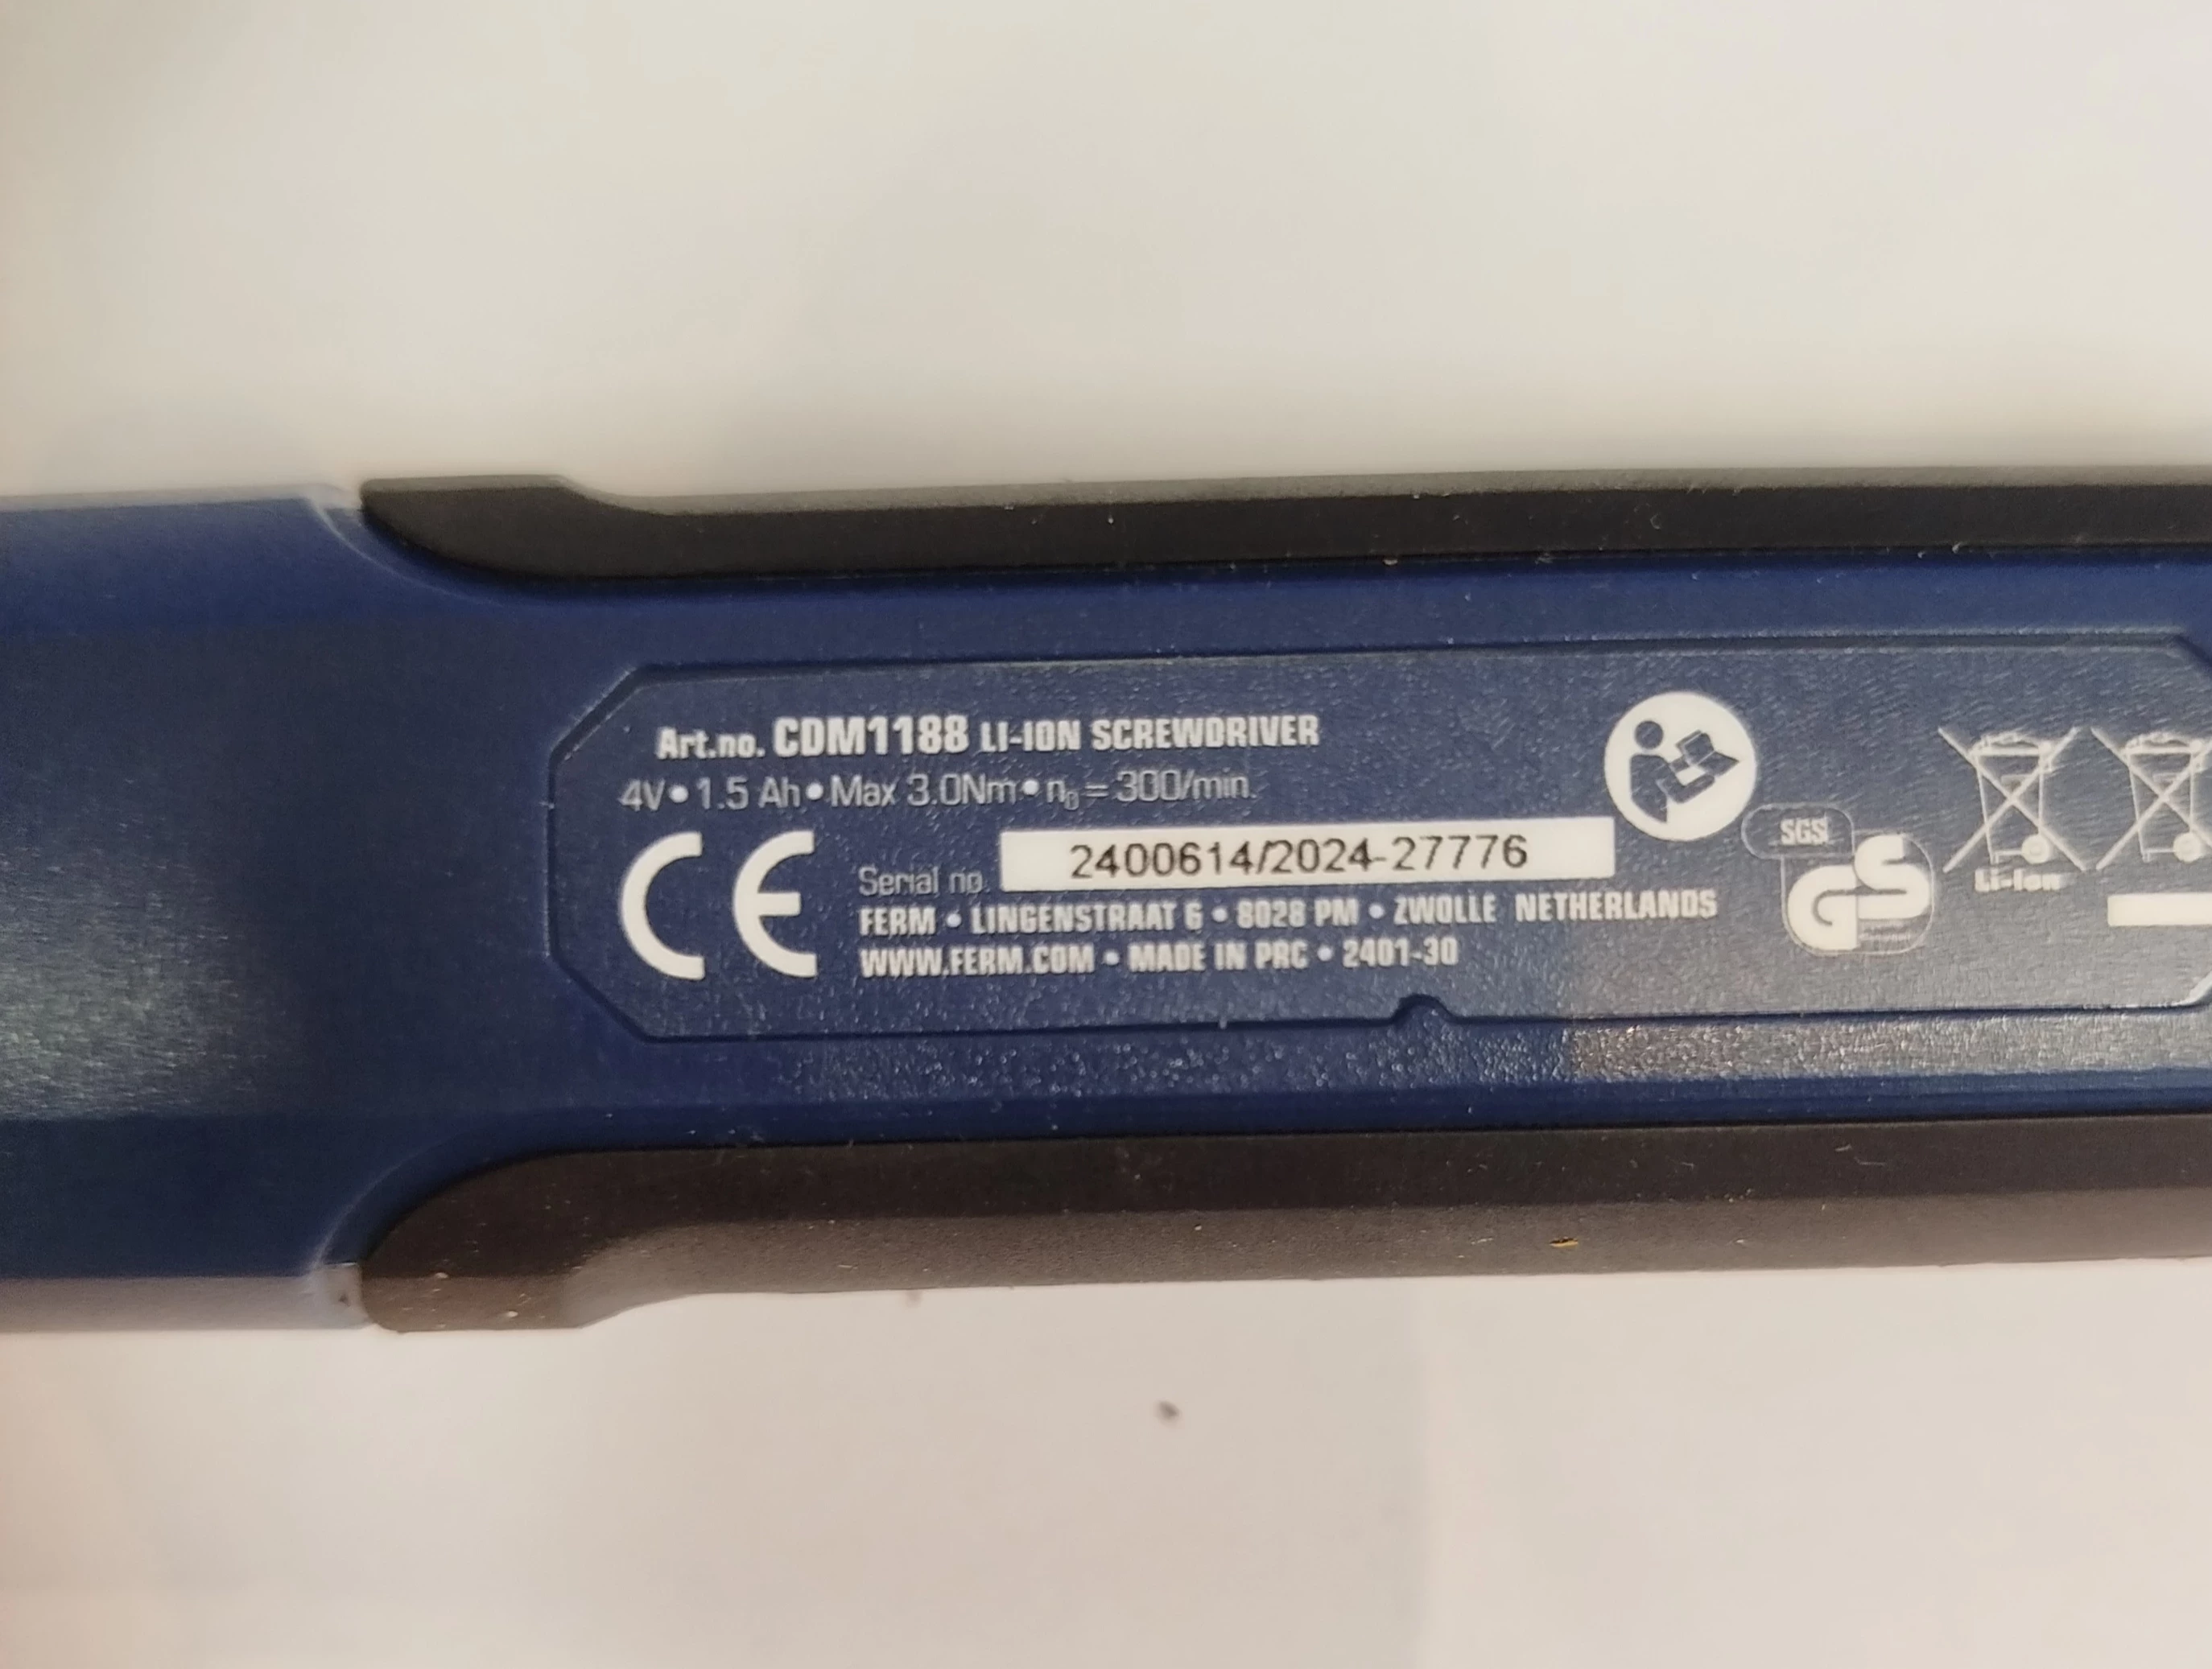 Art.no. CDM1188 LI-ION SCREWDRIVER
4V • 1.5 Ah • Max 3.0Nm • n₀ = 300/min.
CE
Serial no. 2400614/2024-27776
FERM • LINGENSTRAAT 6 • 8028 PM • ZWOLLE NETHERLANDS
WWW.FERM.COM • MADE IN PRC • 2401-30
SGS
GS
Li-Ion